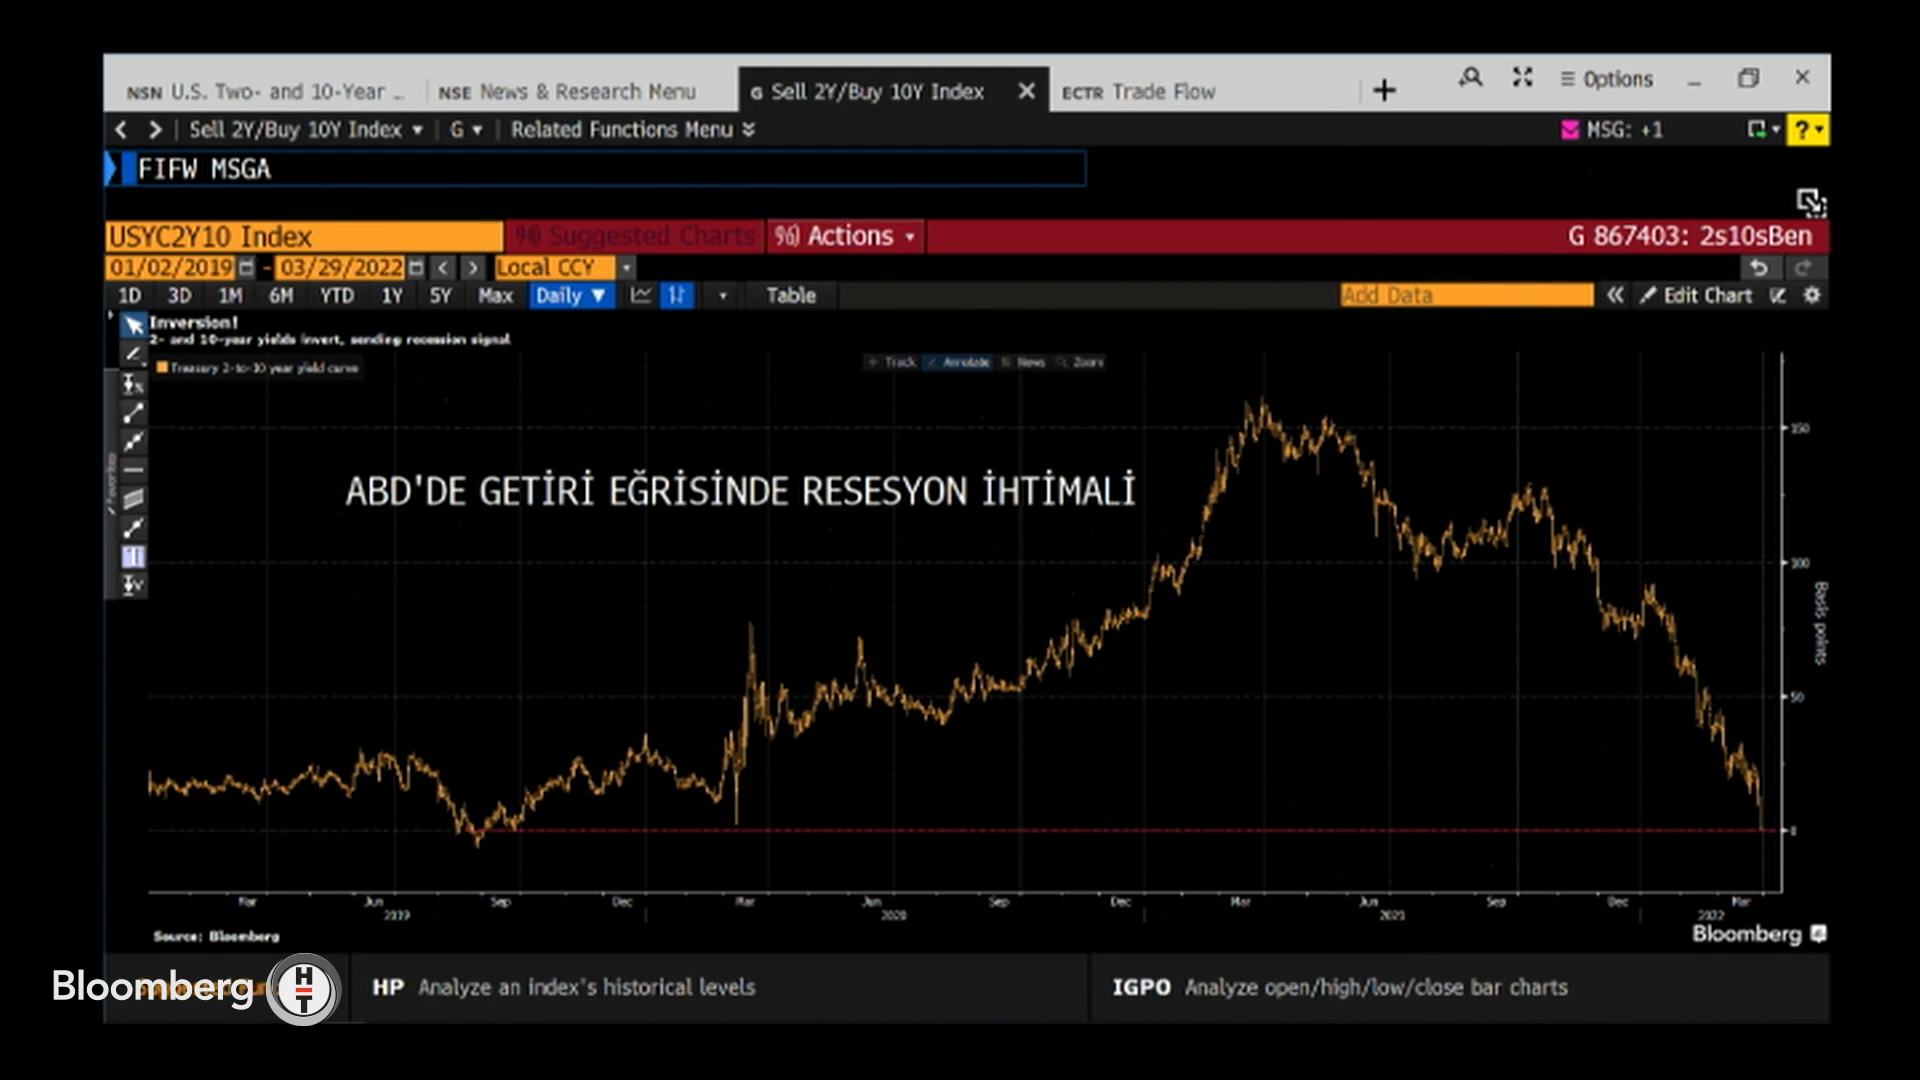 NSN U.S. Two- and 10-Year ...
NSE News & Research Menu
G Sell 2Y/Buy 10Y Index
ECTR Trade Flow
Options
Sell 2Y/Buy 10Y Index
G
Related Functions Menu
MSG: +1
?
FIFW MSGA
USYC2Y10 Index
Suggested Charts
96) Actions
G 867403: 2s10sBen
01/02/2019 - 03/29/2022
Local CCY
1D 3D 1M 6M YTD 1Y 5Y Max Daily
Table
Add Data
Edit Chart
Inversion!
2- and 10-year yields invert, sending recession signal
Treasury 2-to-10 year yield curve
Track Annotate News Zoom
ABD'DE GETİRİ EĞRİSİNDE RESESYON İHTİMALİ
150
100
50
0
Basis points
Favorites
Mar Jun Sep Dec Mar Jun Sep Dec Mar Jun Sep Dec Mar
2019 2020 2021 2022
Source: Bloomberg
Bloomberg
Bloomberg HT
HP Analyze an index's historical levels
IGPO Analyze open/high/low/close bar charts